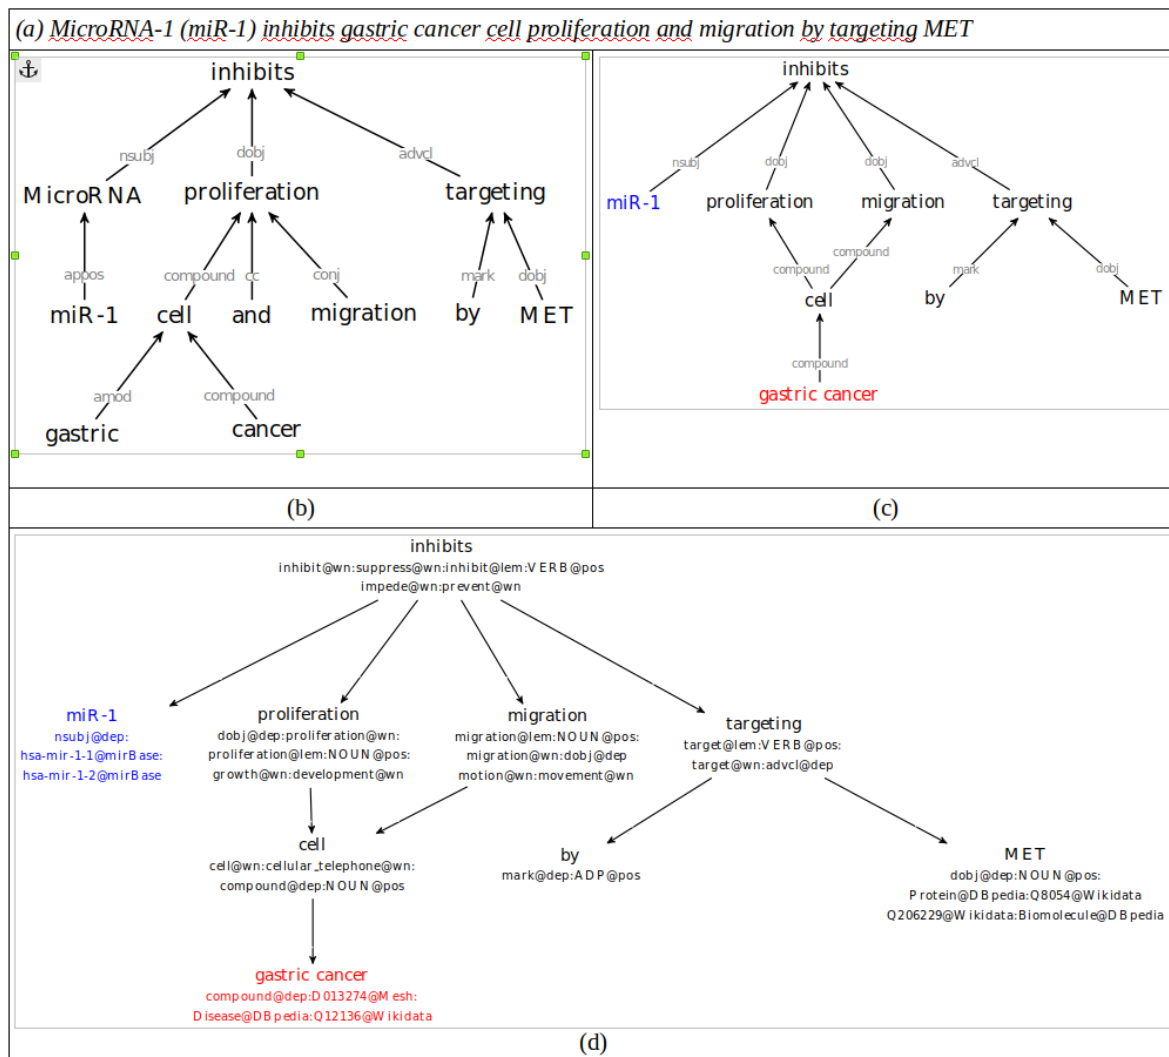 (a) MicroRNA-1 (miR-1) inhibits gastric cancer cell proliferation and migration by targeting MET
inhibits
nsubj dobj advcl
MicroRNA proliferation targeting
appos compound cc conj mark dobj
miR-1 cell and migration by MET
amod compound
gastric cancer
(b)
inhibits
nsubj dobj dobj advcl
miR-1 proliferation migration targeting
compound compound mark dobj
cell by MET
compound
gastric cancer
(c)
inhibits
inhibit@wn:suppress@wn:inhibit@lem:VERB@pos
impede@wn:prevent@wn
miR-1
nsubj@dep:
hsa-mir-1-1@mirBase:
hsa-mir-1-2@mirBase
proliferation
dobj@dep:proliferation@wn:
proliferation@lem:NOUN@pos:
growth@wn:development@wn
migration
migration@lem:NOUN@pos:
migration@wn:dobj@dep
motion@wn:movement@wn
targeting
target@lem:VERB@pos:
target@wn:advcl@dep
cell
cell@wn:cellular_telephone@wn:
compound@dep:NOUN@pos
by
mark@dep:ADP@pos
MET
dobj@dep:NOUN@pos:
Protein@DBpedia:Q8054@Wikidata
Q206229@Wikidata:Biomolecule@DBpedia
gastric cancer
compound@dep:D013274@Mesh:
Disease@DBpedia:Q12136@Wikidata
(d)